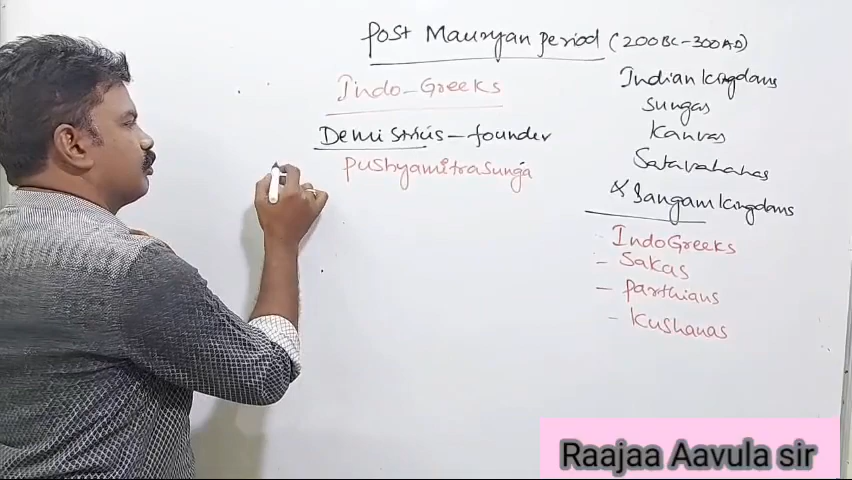 Post Mauryan period (200BC-300AD)
Indo-Greeks
Demistrius - founder
pushyamitrasunga
Indian kingdoms
Sungas
Kanvas
Satavahanas
& Sangam kingdoms
IndoGreeks
- Sakas
- Parthians
- Kushanas
Raajaa Aavula sir